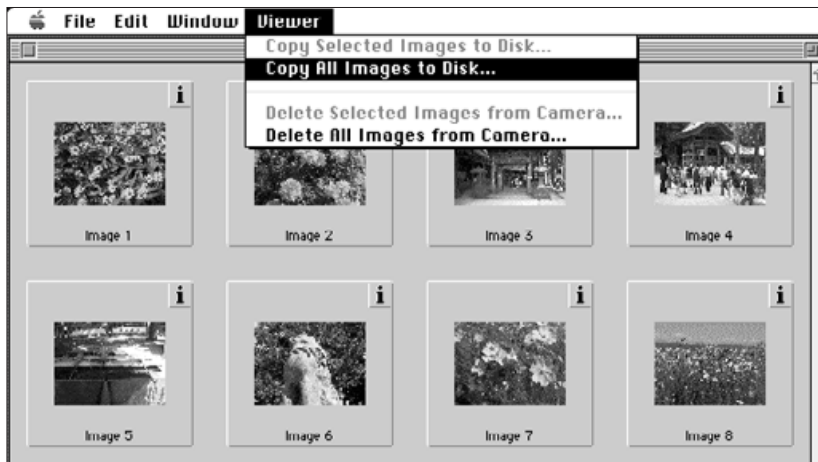 File Edit Window Viewer
Copy Selected Images to Disk...
Copy All Images to Disk...
Delete Selected Images from Camera...
Delete All Images from Camera...
i
i
Image 1
Image 2
Image 3
Image 4
i
i
i
i
Image 5
Image 6
Image 7
Image 8